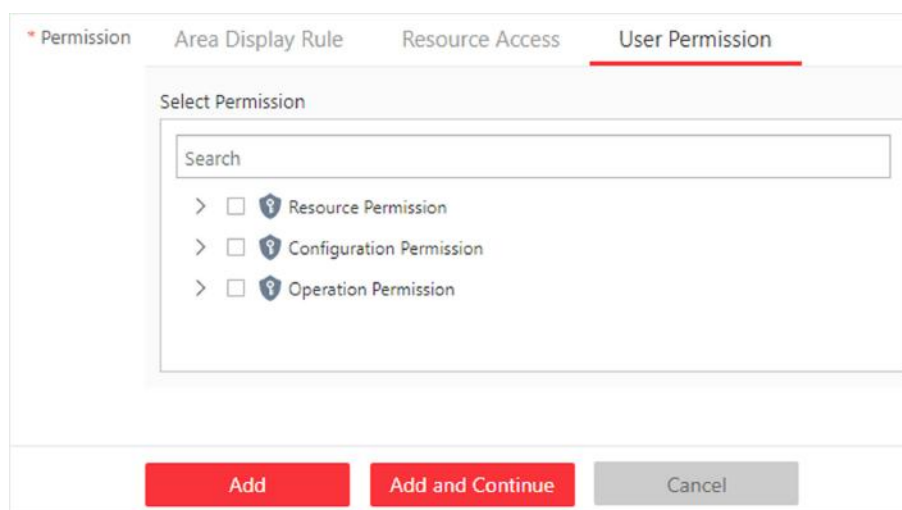 * Permission Area Display Rule Resource Access User Permission
Select Permission
Search
Resource Permission
Configuration Permission
Operation Permission
Add Add and Continue Cancel